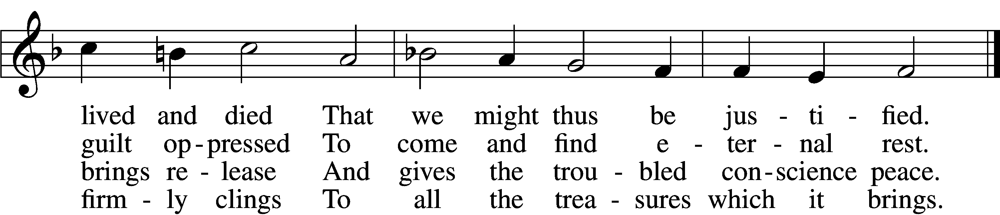 lived and died That we might thus be jus - ti - fied.
guilt op - pressed To come and find e - ter - nal rest.
brings re - lease And gives the trou - bled con - science peace.
firm - ly clings To all the trea - sures which it brings.